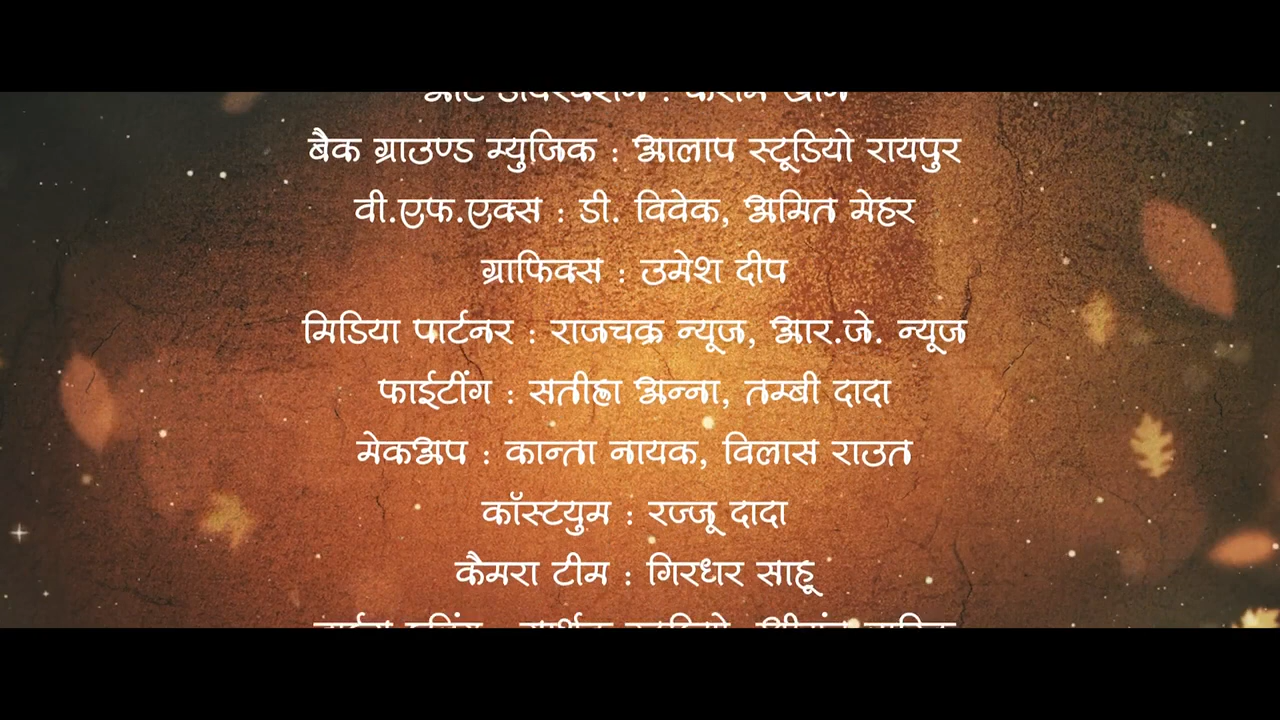 बैक ग्राउण्ड म्युजिक : आलाप स्टूडियो रायपुर
वी.एफ.एक्स : डी. विवेक, अमित मेहर
ग्राफिक्स : उमेश दीप
मिडिया पार्टनर : राजचक्र न्यूज, आर.जे. न्यूज
फाईटींग : अन्ना, तम्बी दादा
मेकअप : कान्ता नायक, विलास राउत
कॉस्टयुम : रज्जू दादा
कैमरा टीम : गिरधर साहू